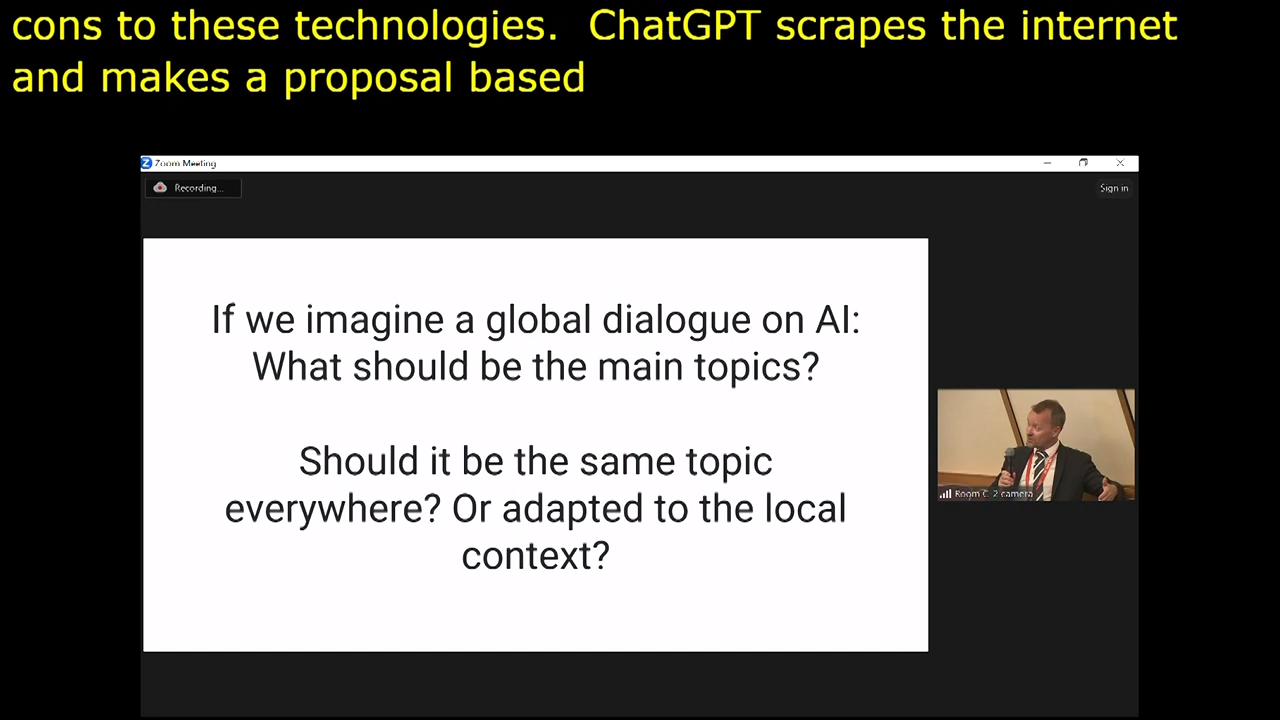 cons to these technologies.  ChatGPT scrapes the internet
and makes a proposal based
Zoom Meeting
Recording...
Sign in
If we imagine a global dialogue on AI:
What should be the main topics?
Should it be the same topic
everywhere? Or adapted to the local
context?
Room C. 2 camera